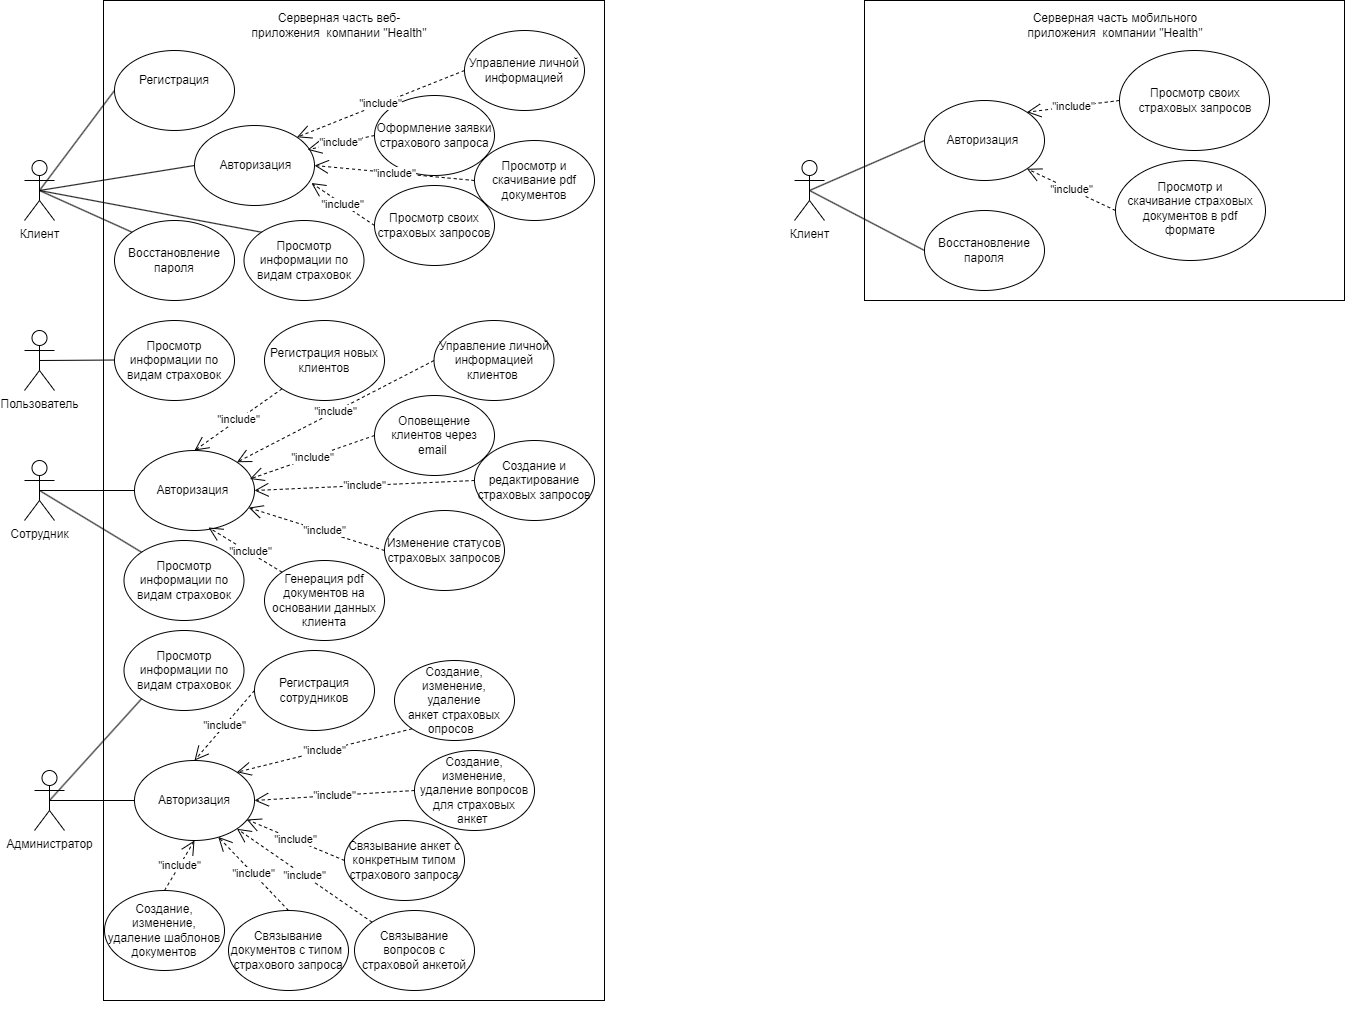 Серверная часть веб-
приложения  компании "Health"
Регистрация
Управление личной
информацией
"include"
Оформление заявки
страхового запроса
"include"
Авторизация
Просмотр и
скачивание pdf
документов
"include"
Просмотр своих
страховых запросов
"include"
Клиент
Восстановление
пароля
Просмотр
информации по
видам страховок
Пользователь
Просмотр
информации по
видам страховок
Регистрация новых
клиентов
Управление личной
информацией
клиентов
"include"
"include"
Оповещение
клиентов через
email
"include"
Авторизация
Создание и
редактирование
страховых запросов
"include"
Сотрудник
"include"
Изменение статусов
страховых запросов
"include"
Просмотр
информации по
видам страховок
Генерация pdf
документов на
основании данных
клиента
Просмотр
информации по
видам страховок
Регистрация
сотрудников
Создание,
изменение,
удаление
анкет страховых
опросов
"include"
"include"
Авторизация
Создание,
изменение,
удаление вопросов
для страховых
анкет
"include"
Администратор
"include"
Связывание анкет с
конкретным типом
страхового запроса
"include"
"include"
"include"
Создание,
изменение,
удаление шаблонов
документов
Связывание
документов с типом
страхового запроса
Связывание
вопросов с
страховой анкетой
Серверная часть мобильного
приложения  компании "Health"
Просмотр своих
страховых запросов
"include"
Авторизация
"include"
Просмотр и
скачивание страховых
документов в pdf
формате
Клиент
Восстановление
пароля